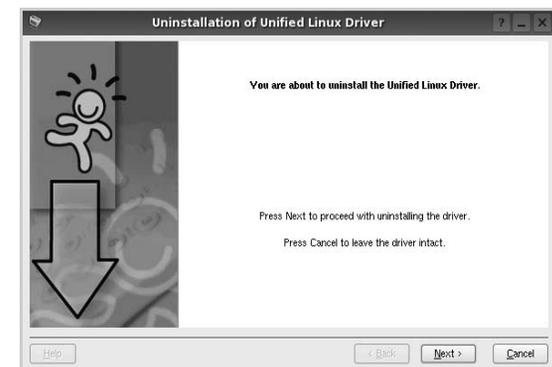 Uninstallation of Unified Linux Driver
You are about to uninstall the Unified Linux Driver.
Press Next to proceed with uninstalling the driver.
Press Cancel to leave the driver intact.
Help
< Back
Next >
Cancel